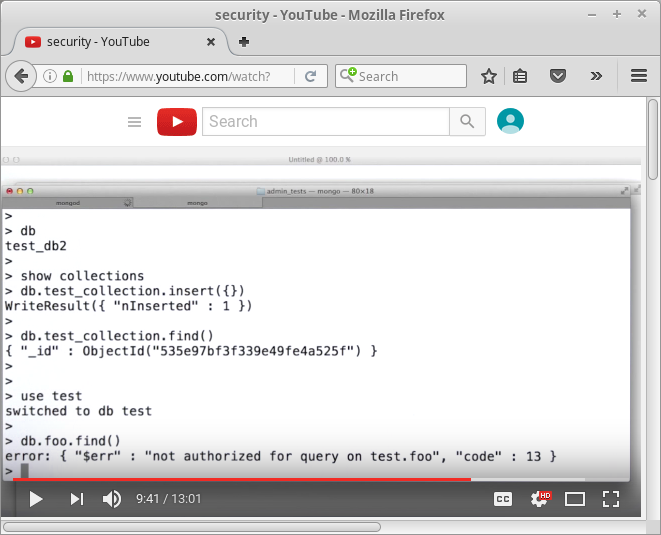 security - YouTube - Mozilla Firefox
security - YouTube
https://www.youtube.com/watch?
Search
Search
Untitled @ 100.0 %
admin_tests — mongo — 80×18
mongod
mongo
>
> db
test_db2
>
> show collections
> db.test_collection.insert({})
WriteResult({ "nInserted" : 1 })
>
> db.test_collection.find()
{ "_id" : ObjectId("535e97bf3f339e49fe4a525f") }
>
>
> use test
switched to db test
>
> db.foo.find()
error: { "$err" : "not authorized for query on test.foo", "code" : 13 }
>
9:41 / 13:01
CC
HD